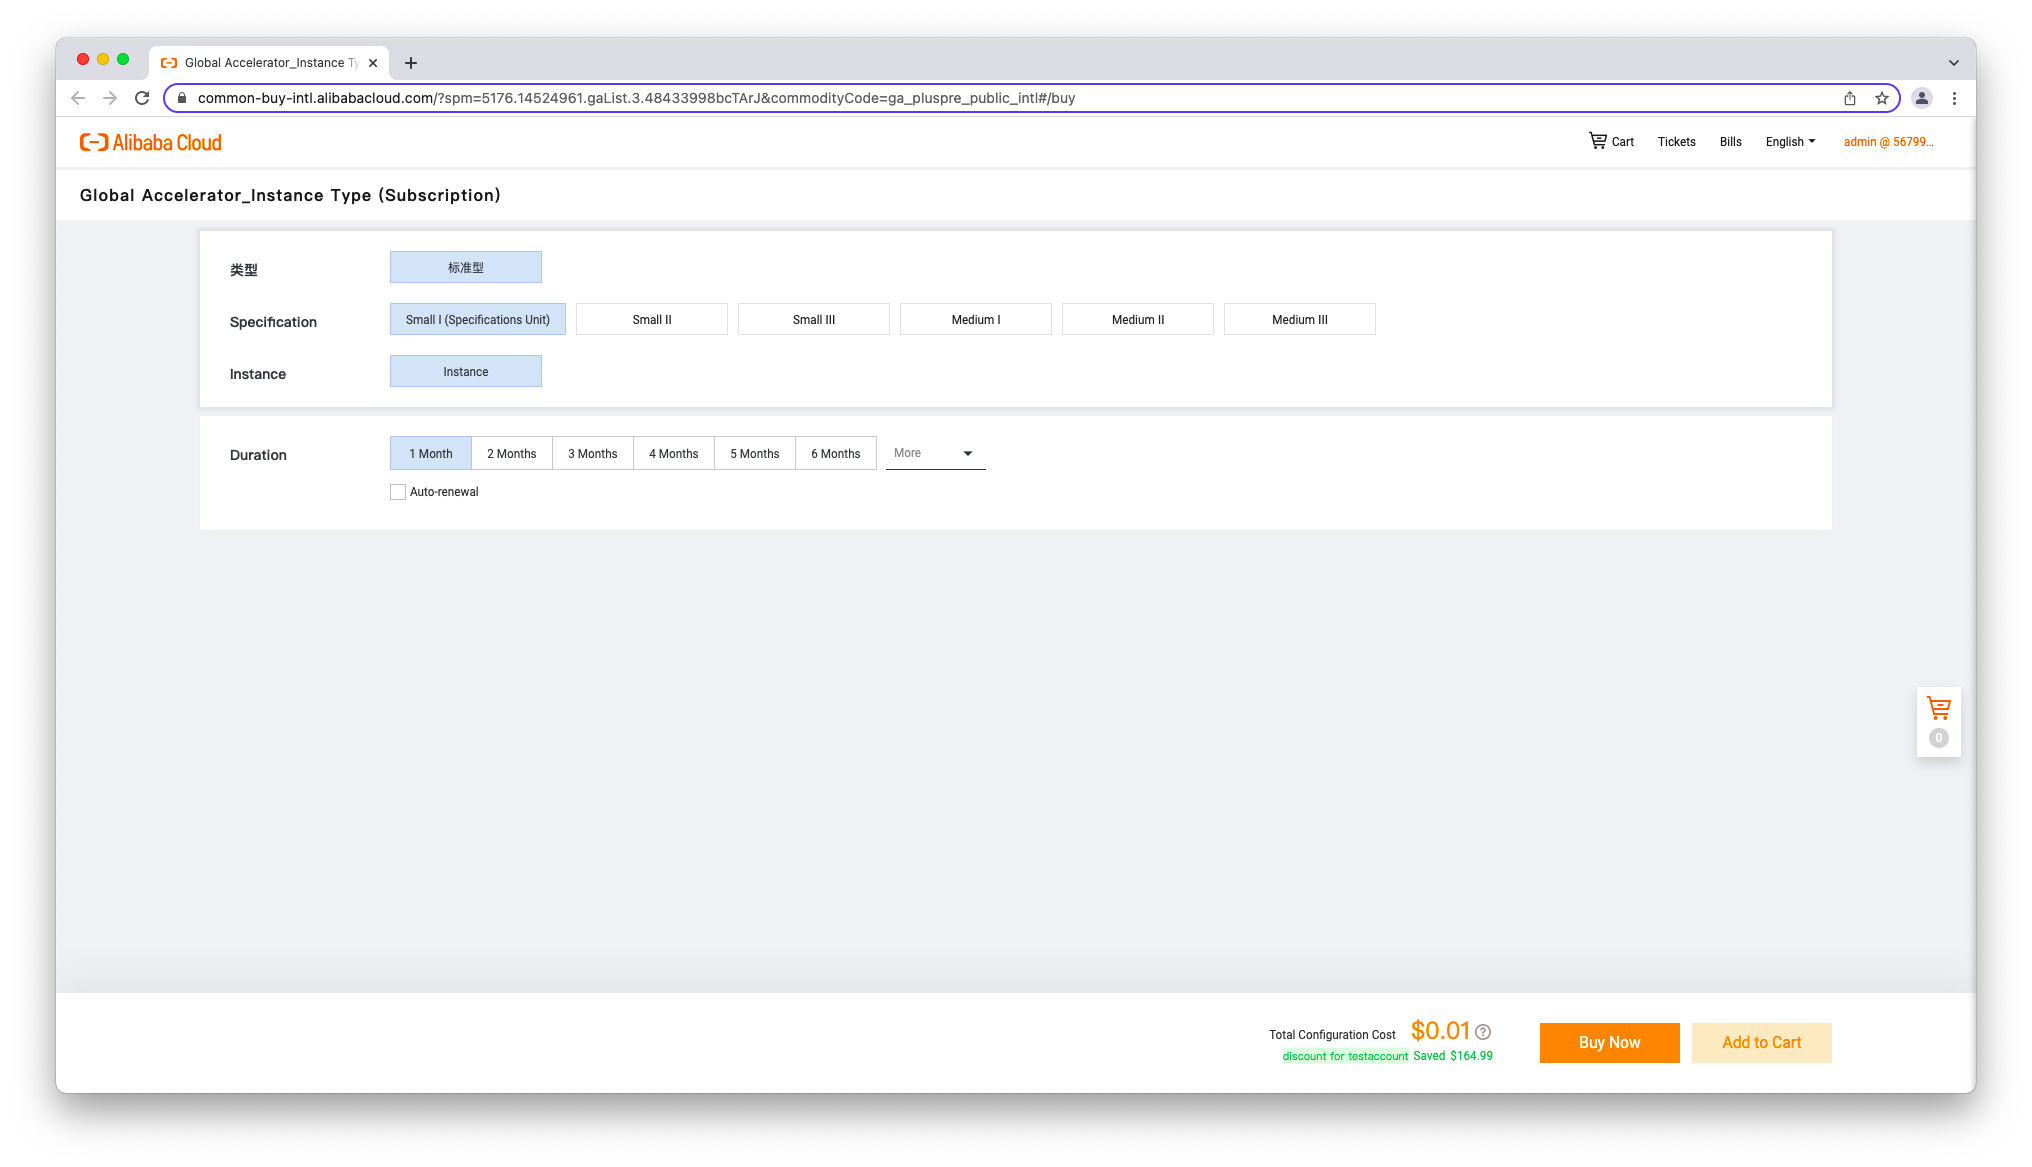 Global Accelerator_Instance Ty
common-buy-intl.alibabacloud.com/?spm=5176.14524961.gaList.3.48433998bcTArJ&commodityCode=ga_pluspre_public_intl#/buy
Alibaba Cloud Cart Tickets Bills English admin @ 56799...
Global Accelerator_Instance Type (Subscription)
类型 标准型
Specification Small I (Specifications Unit) Small II Small III Medium I Medium II Medium III
Instance Instance
Duration 1 Month 2 Months 3 Months 4 Months 5 Months 6 Months More
Auto-renewal
0
Total Configuration Cost $0.01 ?
discount for testaccount Saved $164.99
Buy Now Add to Cart